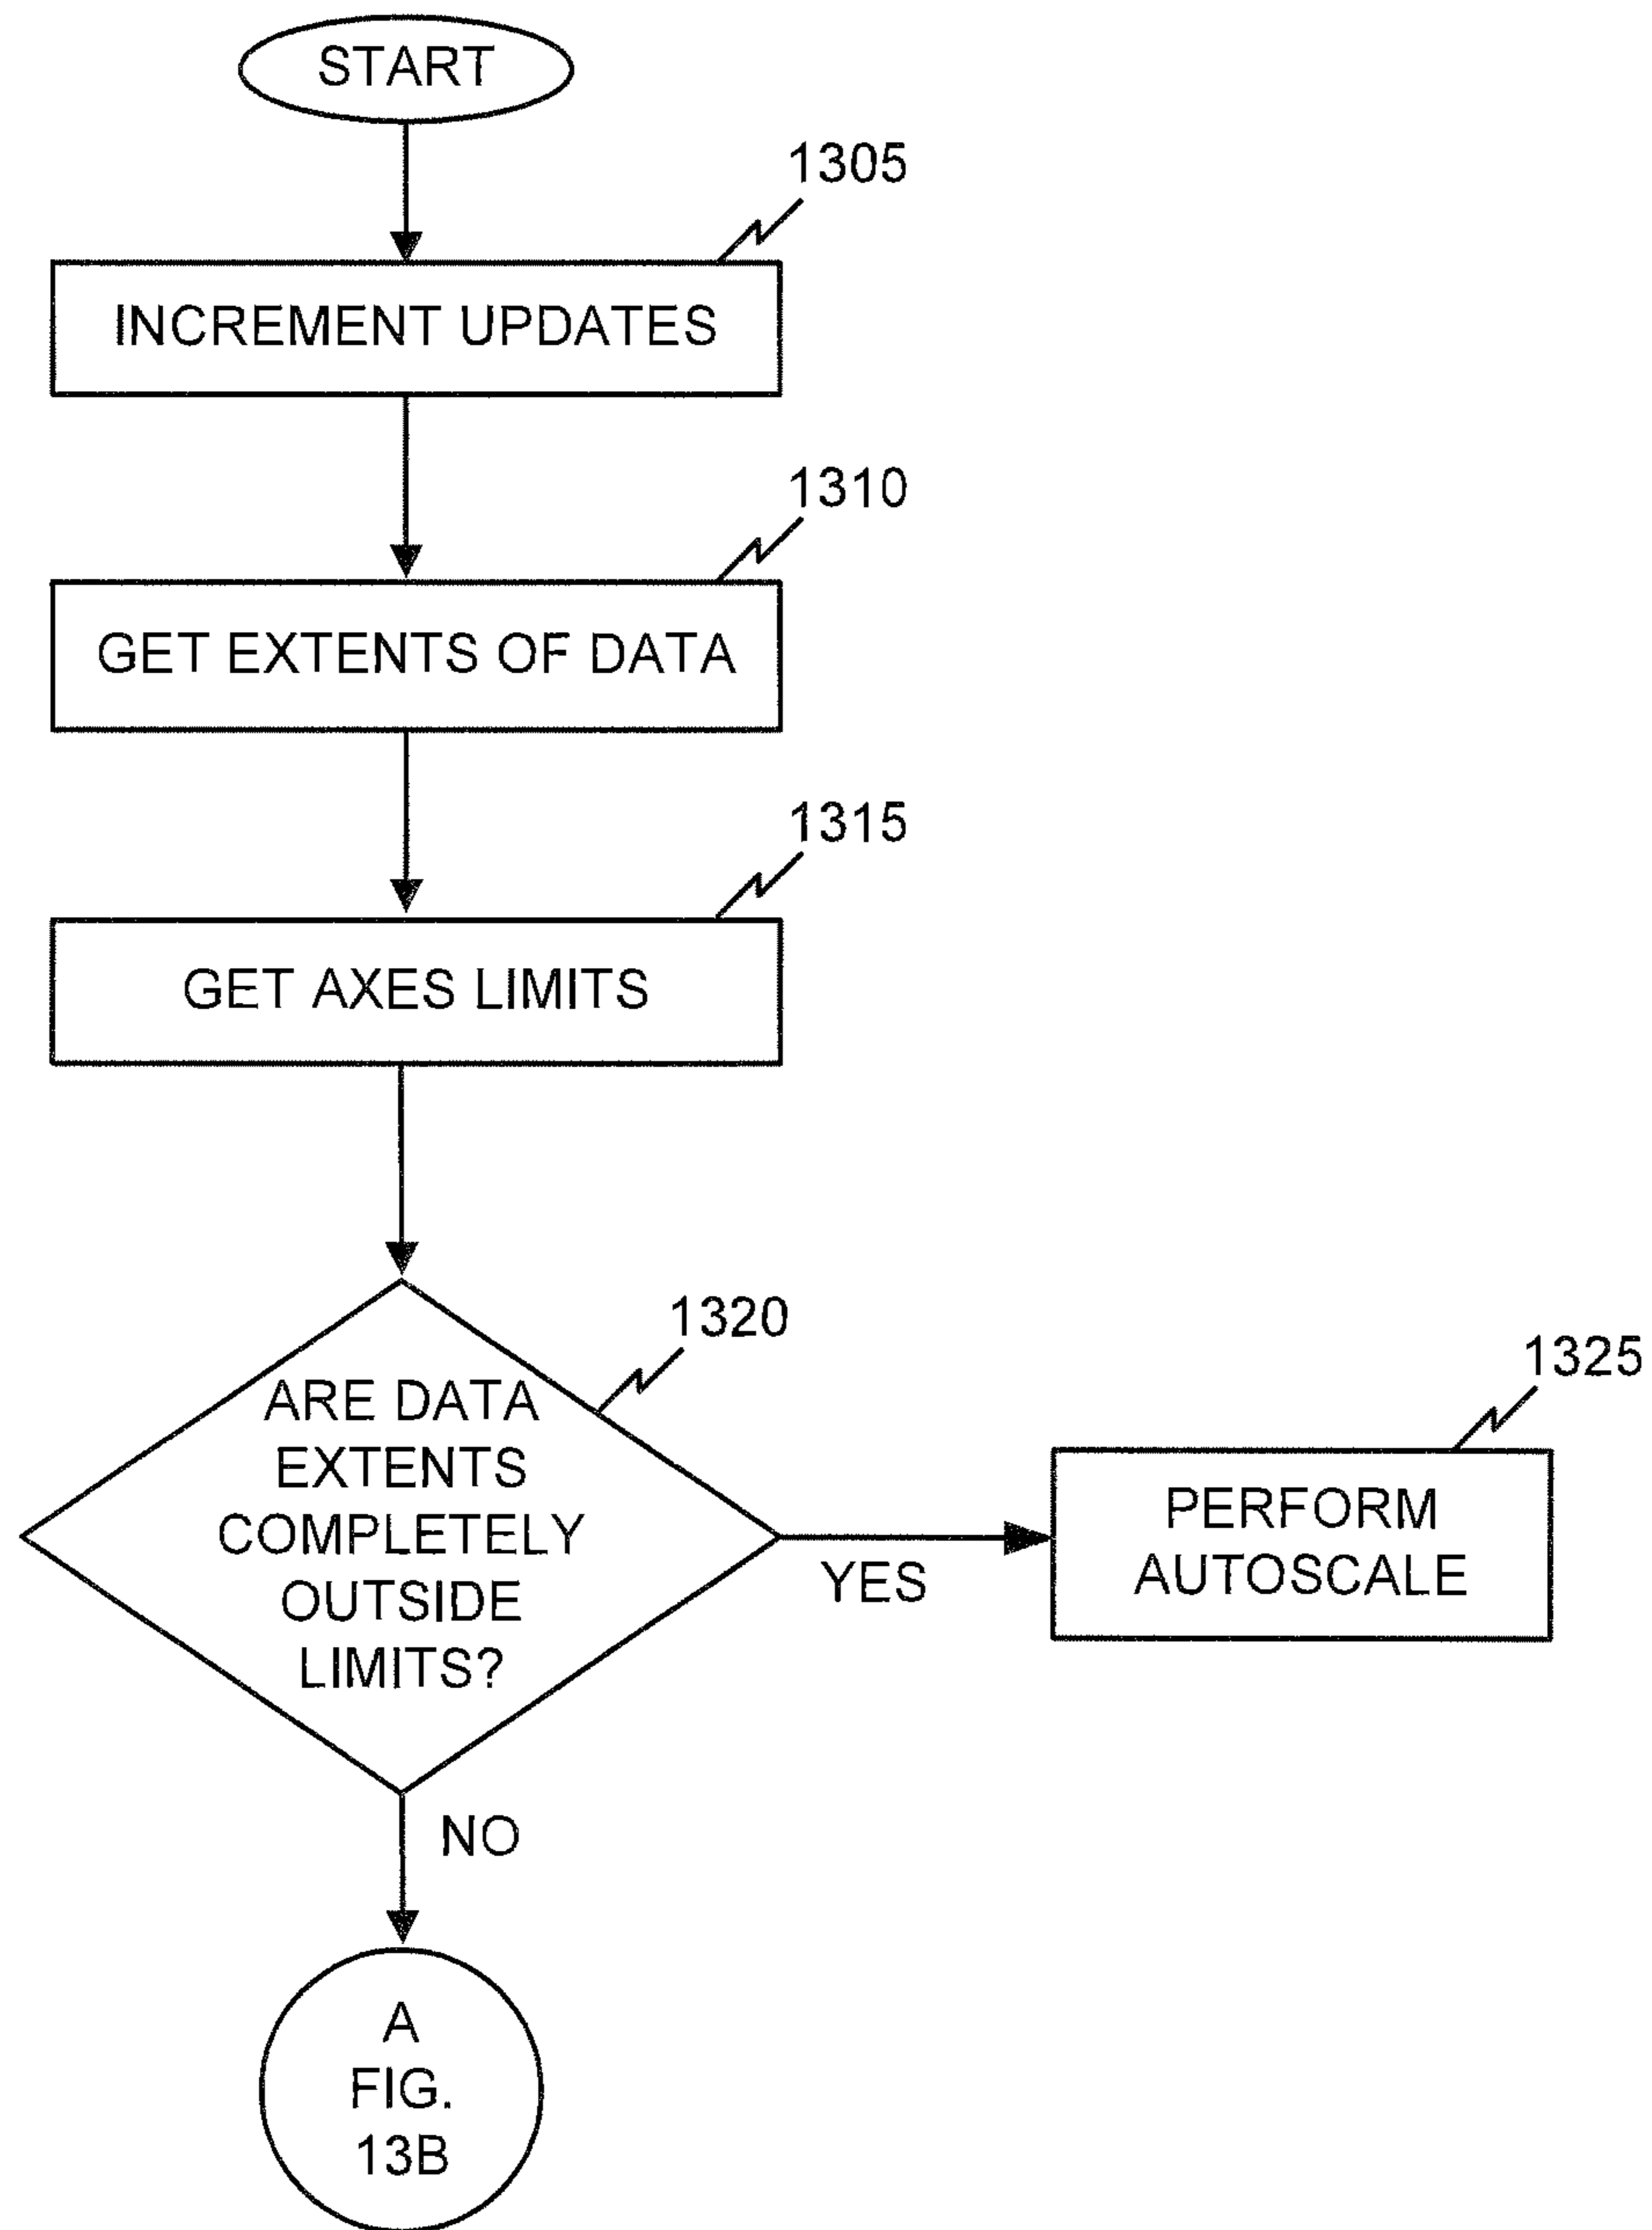 START
1305
INCREMENT UPDATES
1310
GET EXTENTS OF DATA
1315
GET AXES LIMITS
1320
ARE DATA
EXTENTS
COMPLETELY
OUTSIDE
LIMITS?
YES
1325
PERFORM
AUTOSCALE
NO
A
FIG.
13B